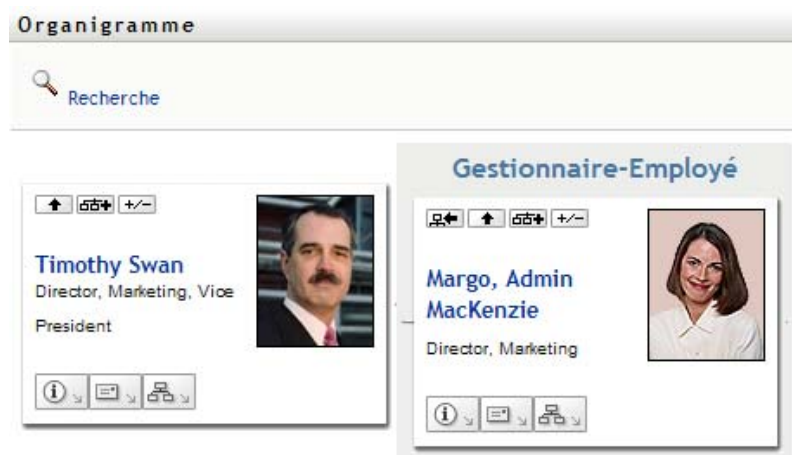 Organigramme
Recherche
Gestionnaire-Employé
+/-
Timothy Swan
Director, Marketing, Vice
President
+/-
Margo, Admin
MacKenzie
Director, Marketing